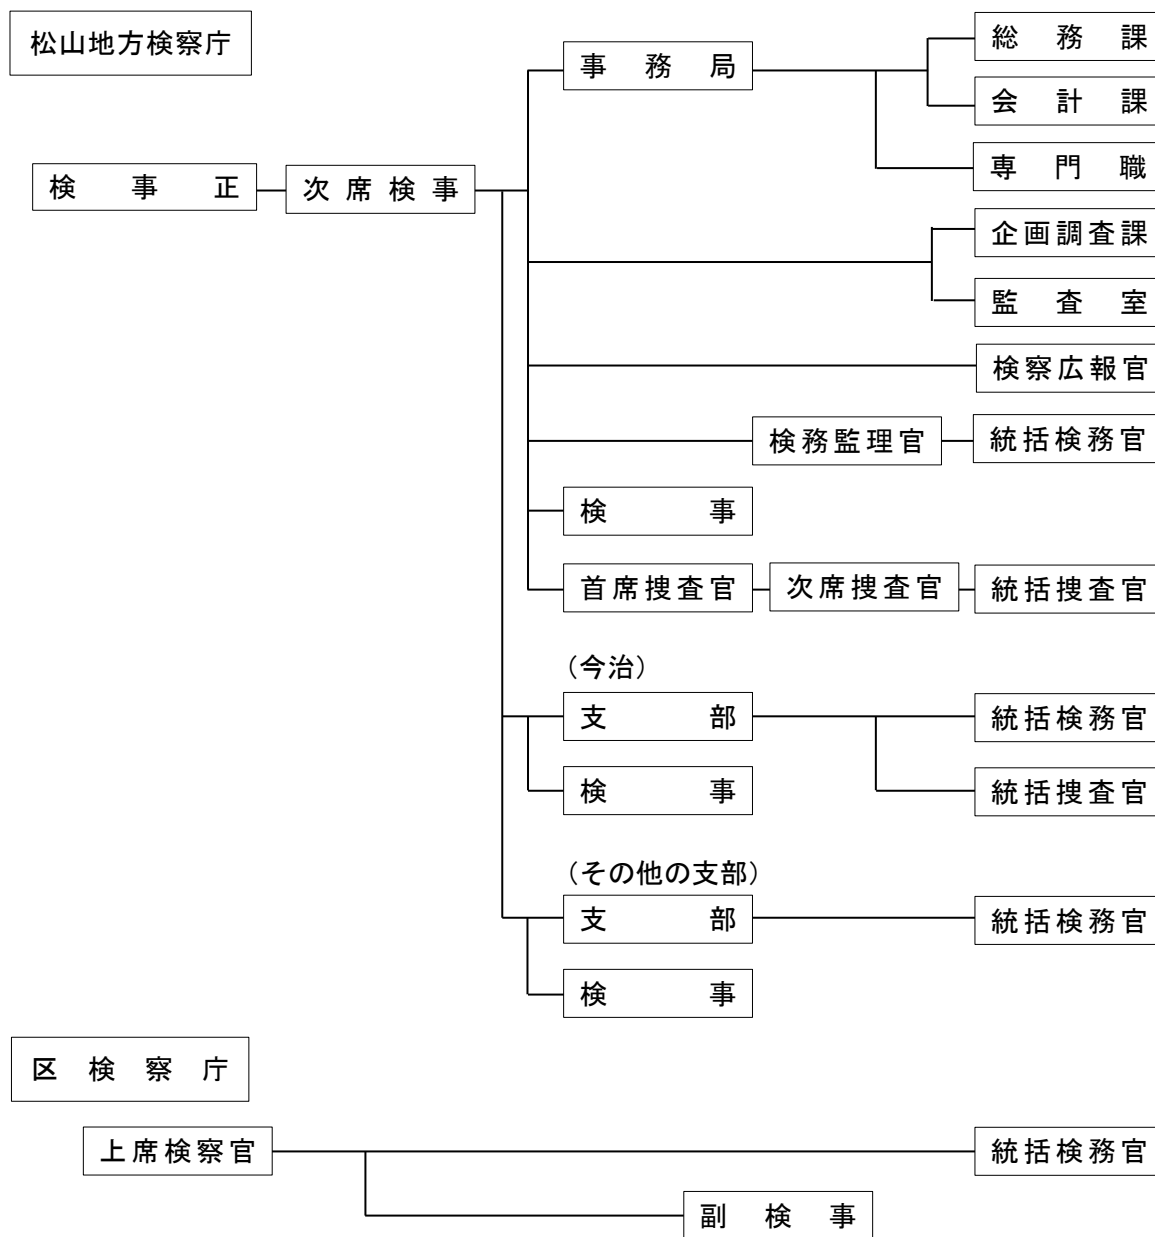 松山地方検察庁
総務課
事務局
会計課
専門職
検事正
次席検事
企画調査課
監査室
検察広報官
検務監理官
統括検務官
検事
首席捜査官
次席捜査官
統括捜査官
（今治）
支部
統括検務官
検事
統括捜査官
（その他の支部）
支部
統括検務官
検事
区検察庁
上席検察官
統括検務官
副検事